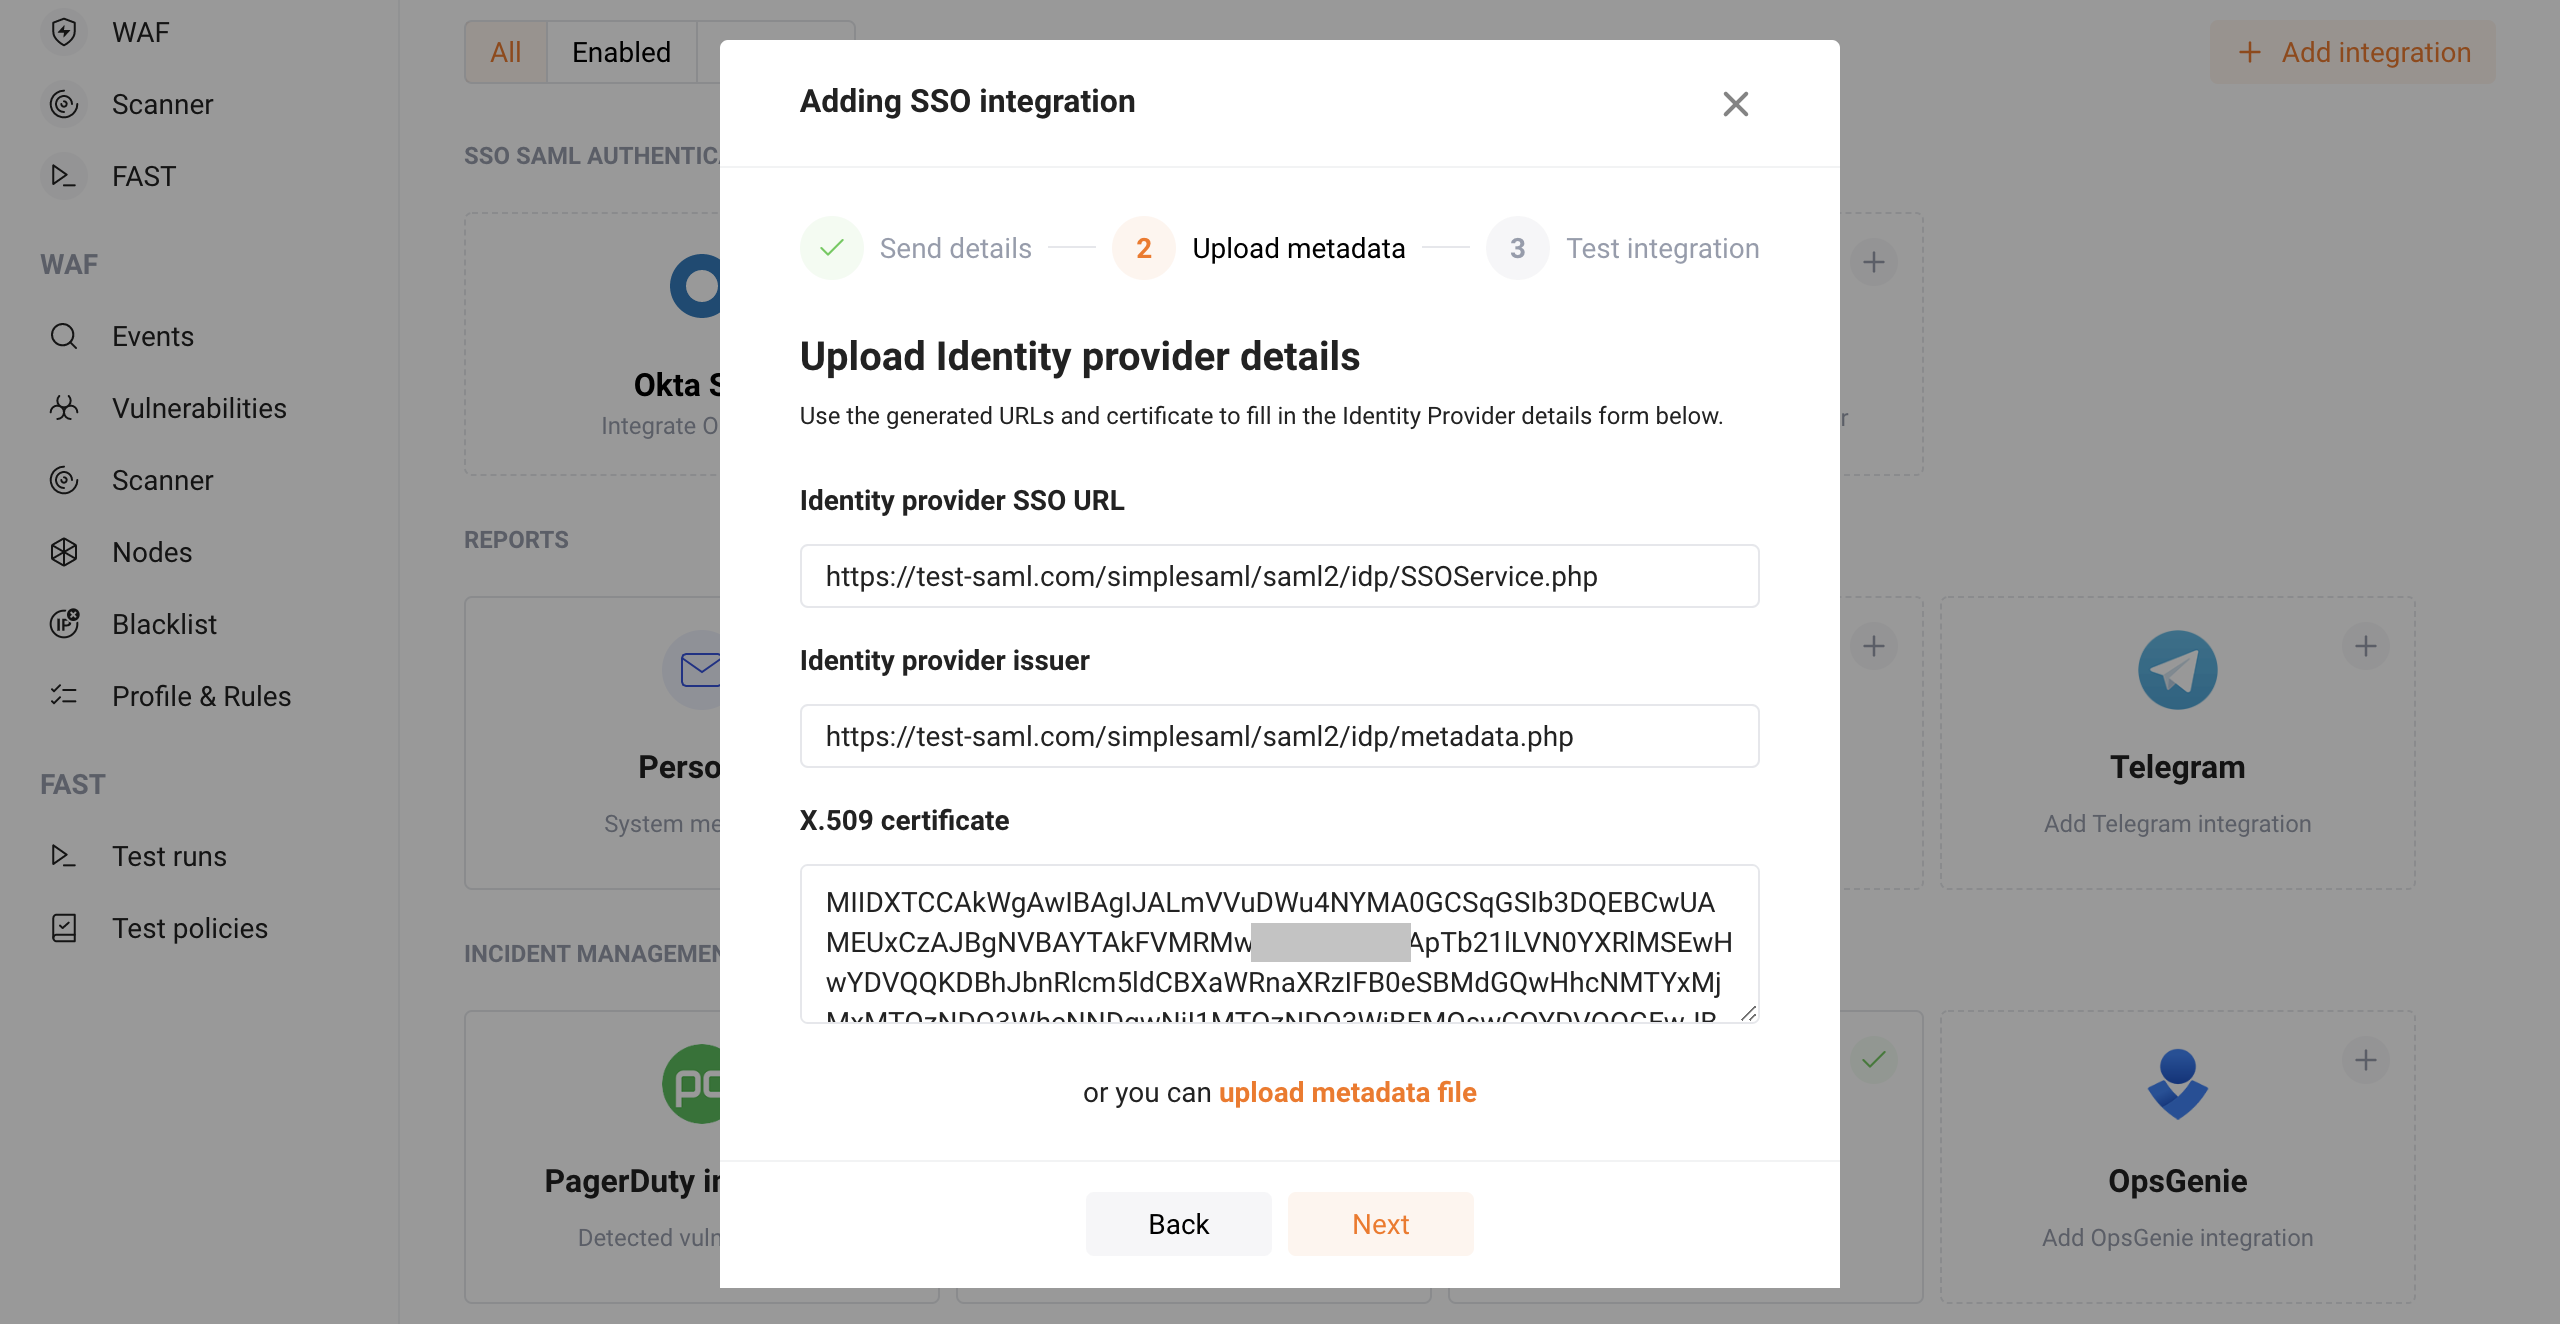 WAF
Scanner
FAST
WAF
Events
Vulnerabilities
Scanner
Nodes
Blacklist
Profile & Rules
FAST
Test runs
Test policies
All
Enabled
+ Add integration
SSO SAML AUTHENTIC
Okta
Integrate O
REPORTS
Perso
System me
Telegram
Add Telegram integration
INCIDENT MANAGEMEN
PagerDuty in
Detected vuln
OpsGenie
Add OpsGenie integration
Adding SSO integration
Send details
2 Upload metadata
3 Test integration
Upload Identity provider details
Use the generated URLs and certificate to fill in the Identity Provider details form below.
Identity provider SSO URL
https://test-saml.com/simplesaml/saml2/idp/SSOService.php
Identity provider issuer
https://test-saml.com/simplesaml/saml2/idp/metadata.php
X.509 certificate
MIIDXTCCAkWgAwIBAgIJALmVVuDWu4NYMA0GCSqGSIb3DQEBCwUA
MEUxCzAJBgNVBAYTAkFVMRMw ApTb21lLVN0YXRlMSEwH
wYDVQQKDBhJbnRlcm5ldCBXaWRnaXRzIFB0eSBMdGQwHhcNMTYxMj
or you can upload metadata file
Back
Next